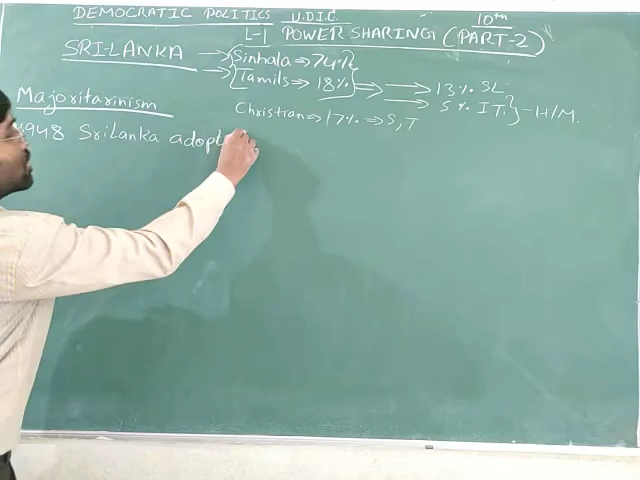 DEMOCRATIC POLITICS U.D.I.C. 10th
L-1 POWER SHARING (PART-2)
SRI-LANKA → Sinhala ⇒ 74%
→ Tamils ⇒ 18% ⇒ → 13% SL.
→ 5% IT. } - H/M.
Christian ⇒ 17% ⇒ S, T
Majoritarinism
1948 SriLanka adopt